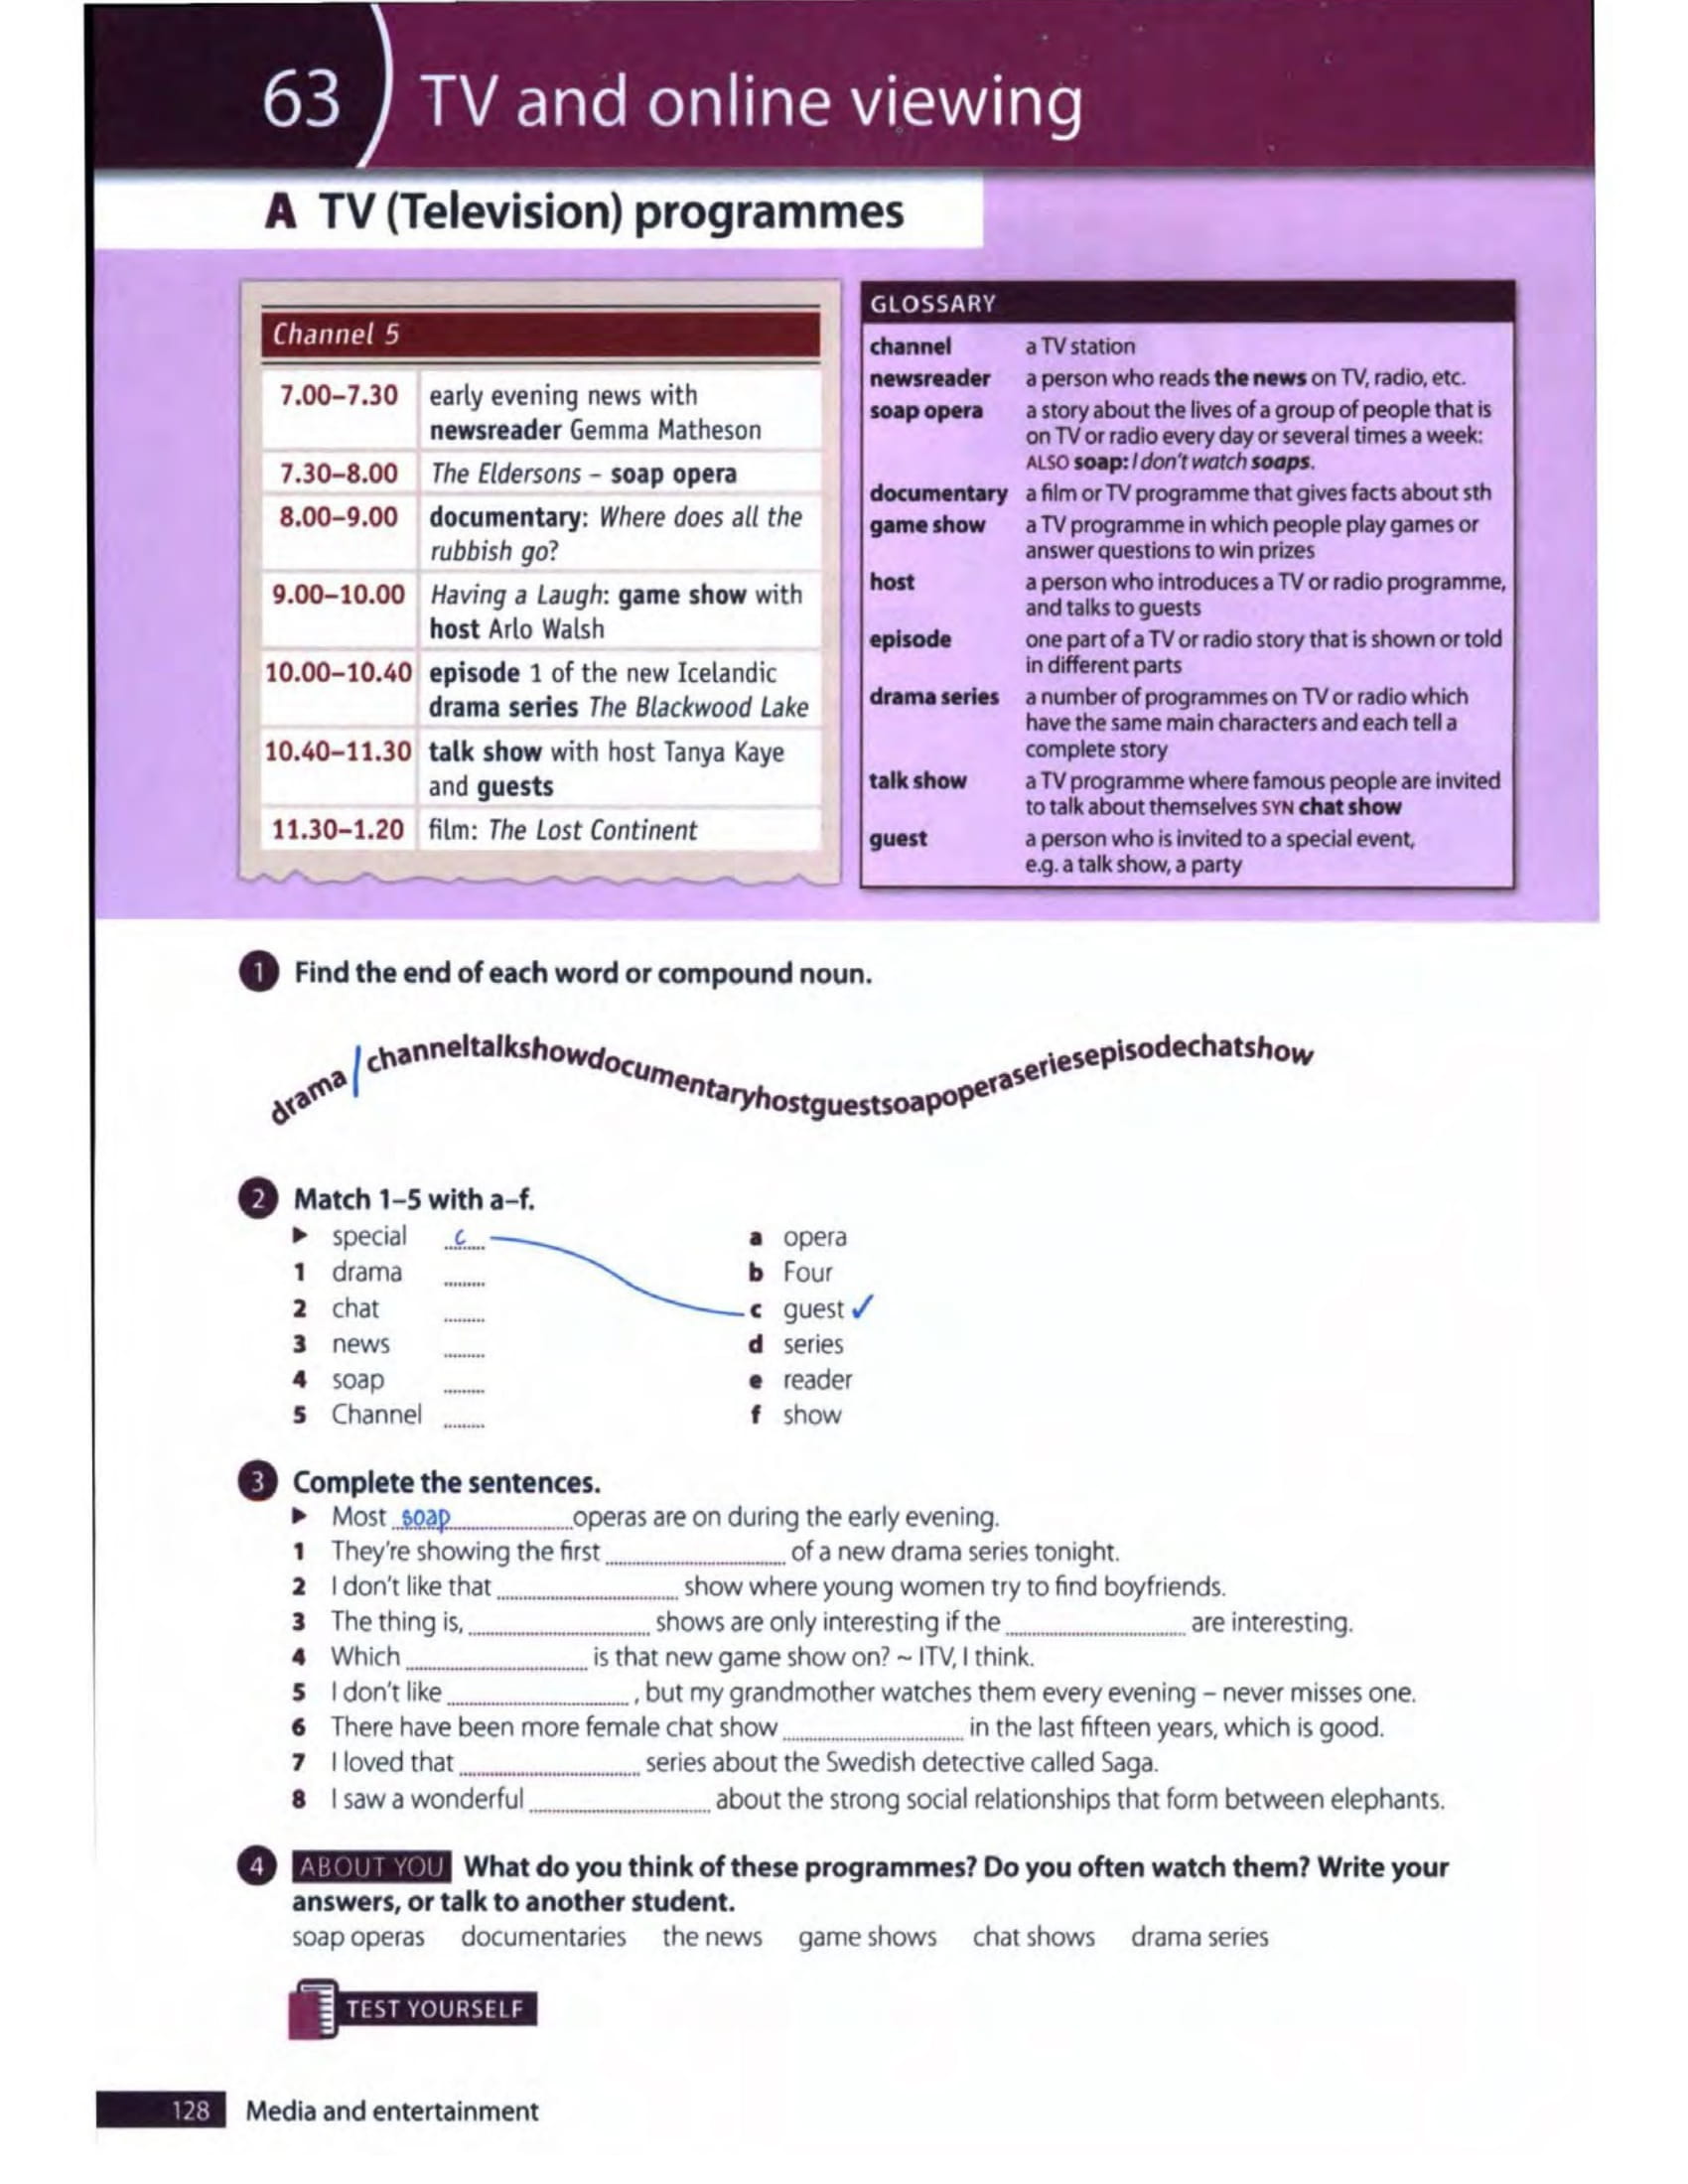 63 TV and online viewing
A TV (Television) programmes
Channel 5
7.00–7.30 early evening news with
newsreader Gemma Matheson
7.30–8.00 The Eldersons – soap opera
8.00–9.00 documentary: Where does all the
rubbish go?
9.00–10.00 Having a Laugh: game show with
host Arlo Walsh
10.00–10.40 episode 1 of the new Icelandic
drama series The Blackwood Lake
10.40–11.30 talk show with host Tanya Kaye
and guests
11.30–1.20 film: The Lost Continent
GLOSSARY
channel a TV station
newsreader a person who reads the news on TV, radio, etc.
soap opera a story about the lives of a group of people that is
on TV or radio every day or several times a week:
ALSO soap: I don't watch soaps.
documentary a film or TV programme that gives facts about sth
game show a TV programme in which people play games or
answer questions to win prizes
host a person who introduces a TV or radio programme,
and talks to guests
episode one part of a TV or radio story that is shown or told
in different parts
drama series a number of programmes on TV or radio which
have the same main characters and each tell a
complete story
talk show a TV programme where famous people are invited
to talk about themselves SYN chat show
guest a person who is invited to a special event,
e.g. a talk show, a party
1 Find the end of each word or compound noun.
drama/channeltalkshowdocumentaryhostguestsoapoperaseriesepisodechatshow
2 Match 1–5 with a–f.
► special c a opera
1 drama ......... b Four
2 chat ......... c guest ✓
3 news ......... d series
4 soap ......... e reader
5 Channel ......... f show
3 Complete the sentences.
► Most soap operas are on during the early evening.
1 They're showing the first ......... of a new drama series tonight.
2 I don't like that ......... show where young women try to find boyfriends.
3 The thing is, ......... shows are only interesting if the ......... are interesting.
4 Which ......... is that new game show on? ~ ITV, I think.
5 I don't like ......... , but my grandmother watches them every evening – never misses one.
6 There have been more female chat show ......... in the last fifteen years, which is good.
7 I loved that ......... series about the Swedish detective called Saga.
8 I saw a wonderful ......... about the strong social relationships that form between elephants.
4 ABOUT YOU What do you think of these programmes? Do you often watch them? Write your
answers, or talk to another student.
soap operas documentaries the news game shows chat shows drama series
TEST YOURSELF
128 Media and entertainment